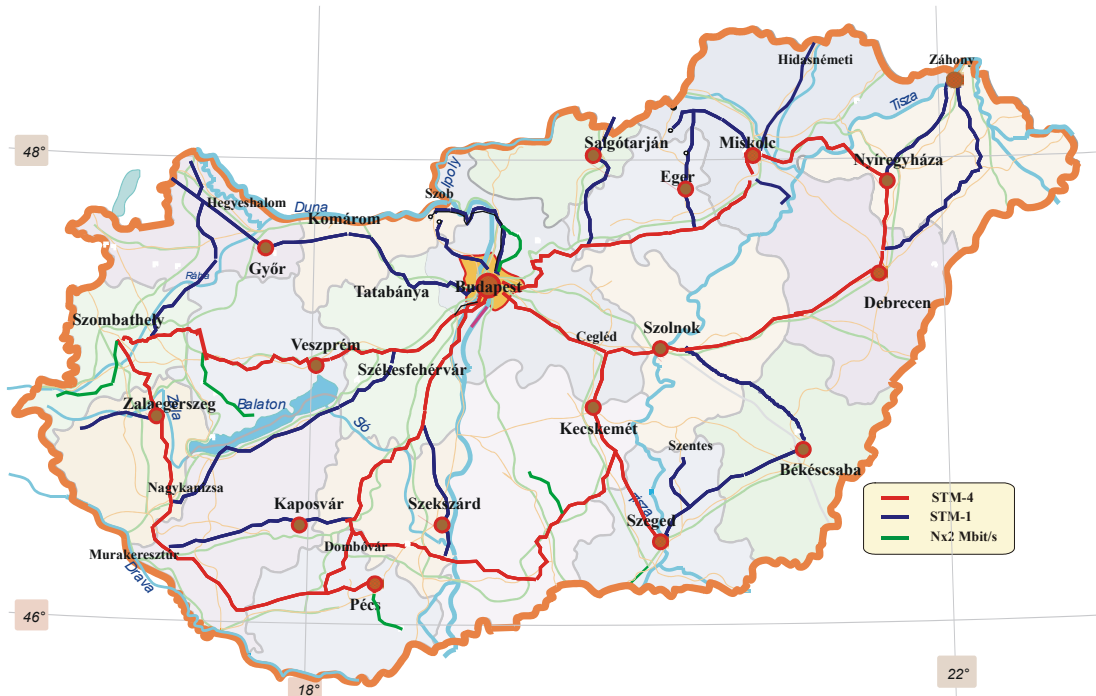 Hidasnémeti
Záhony
Tisza
48°
Salgótarján
Miskolc
Nyíregyháza
Ipoly
Eger
Szob
Hegyeshalom
Duna
Komárom
Győr
Rába
Tatabánya
Budapest
Debrecen
Szombathely
Cegléd
Szolnok
Veszprém
Székesfehérvár
Zalaegerszeg
Zala
Balaton
Sió
Kecskemét
Szentes
Békéscsaba
Nagykanizsa
Kaposvár
Szekszárd
Tisza
Szeged
STM-4
STM-1
Nx2 Mbit/s
Murakeresztúr
Dombóvár
Drava
Pécs
46°
22°
18°